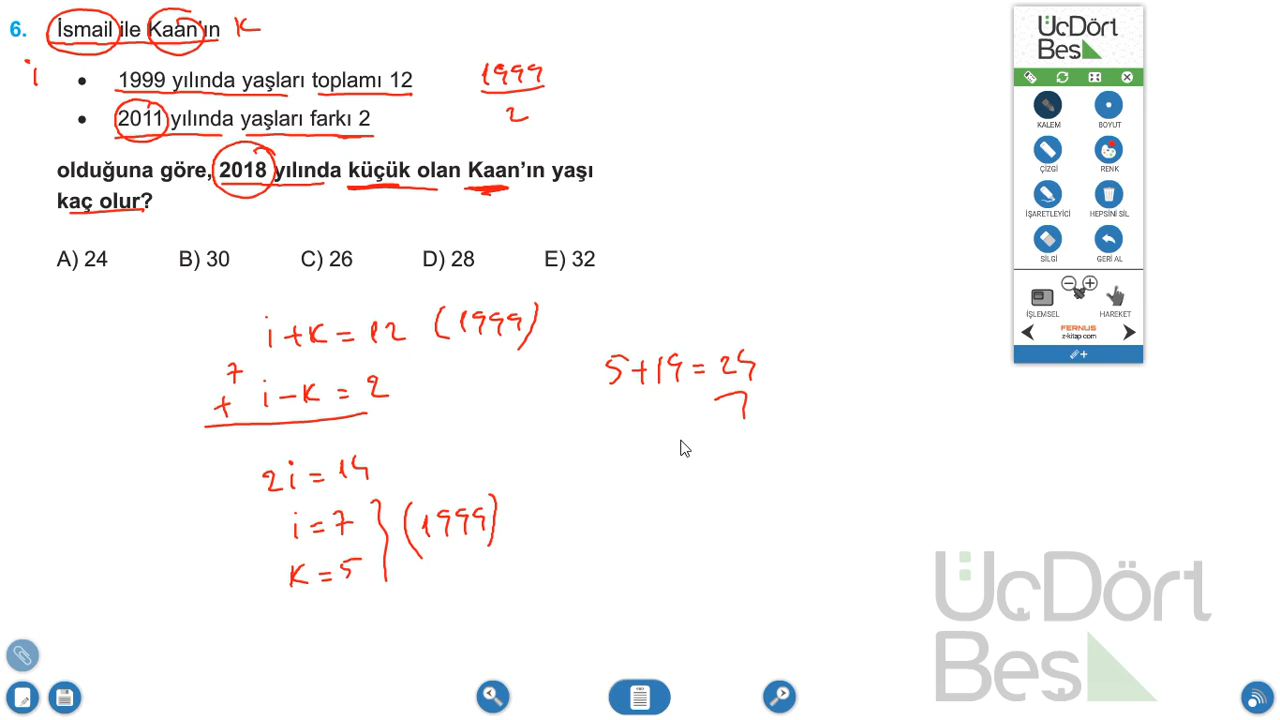 6. İsmail ile Kaan'ın K
i
• 1999 yılında yaşları toplamı 12
1999
• 2011 yılında yaşları farkı 2
2
olduğuna göre, 2018 yılında küçük olan Kaan'ın yaşı
kaç olur?
A) 24 B) 30 C) 26 D) 28 E) 32
i+K=12 (1999)
7
+ i-K=2
2i=14
i=7
K=5
(1999)
5+19=24
ÜçDört
Beş
KALEM BOYUT
ÇİZGİ RENK
İŞARETLEYİCİ HEPSİNİ SİL
SİLGİ GERİ AL
İŞLEMSEL HAREKET
FERNUS
z-kitap.com
ÜçDört
Beş